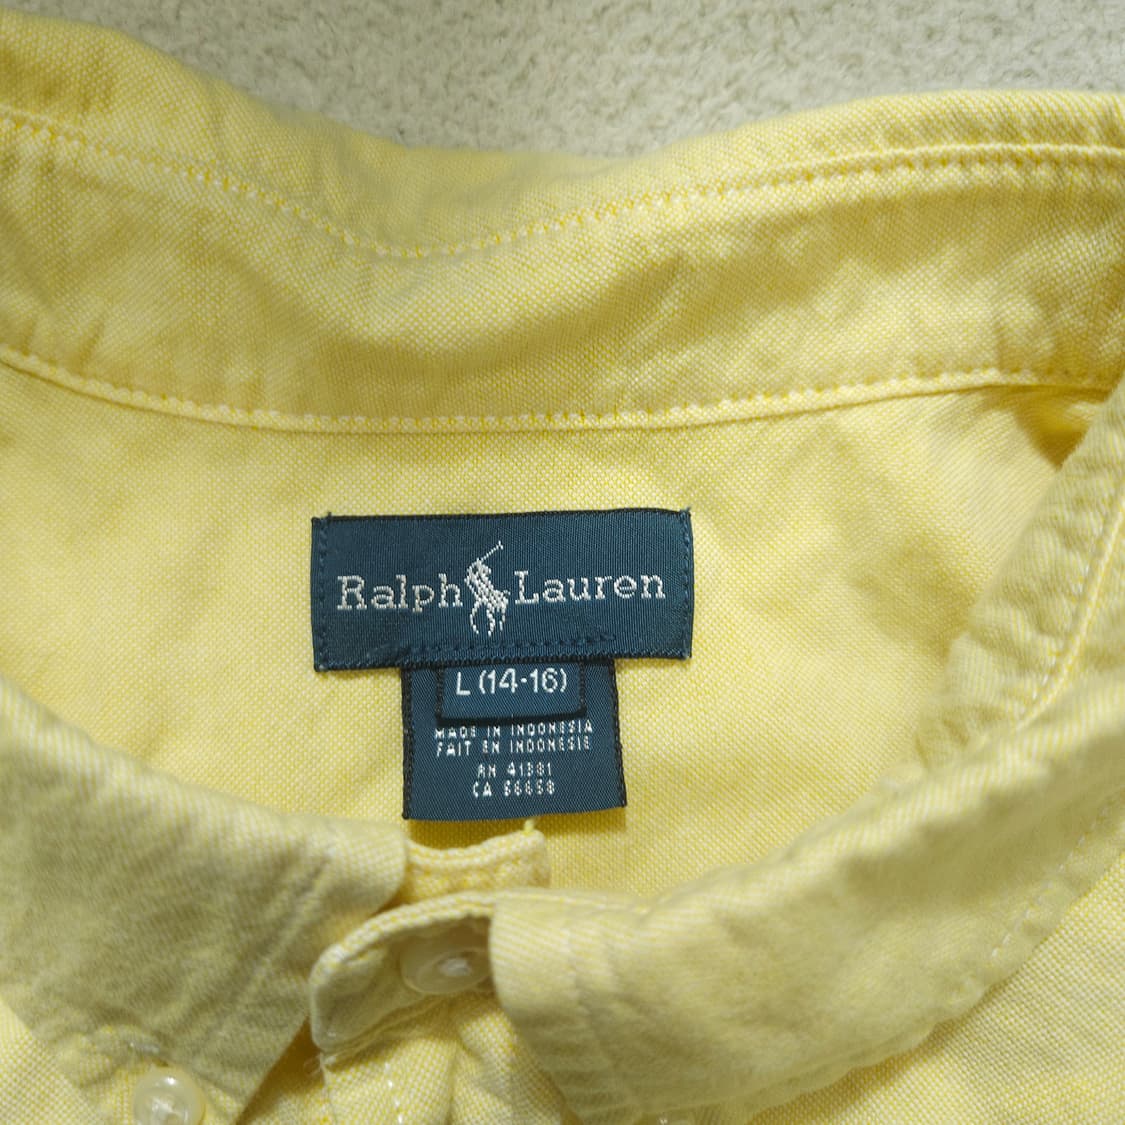 Ralph Lauren
L (14-16)
MADE IN INDONESIA
FAIT EN INDONESIE
RN 41381
CA 56658